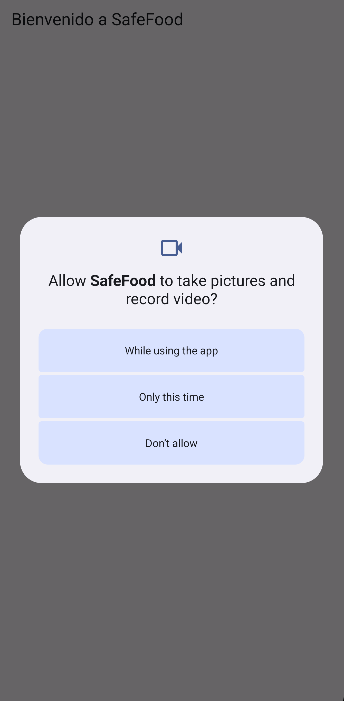 Bienvenido a SafeFood
Allow SafeFood to take pictures and
record video?
While using the app
Only this time
Don't allow